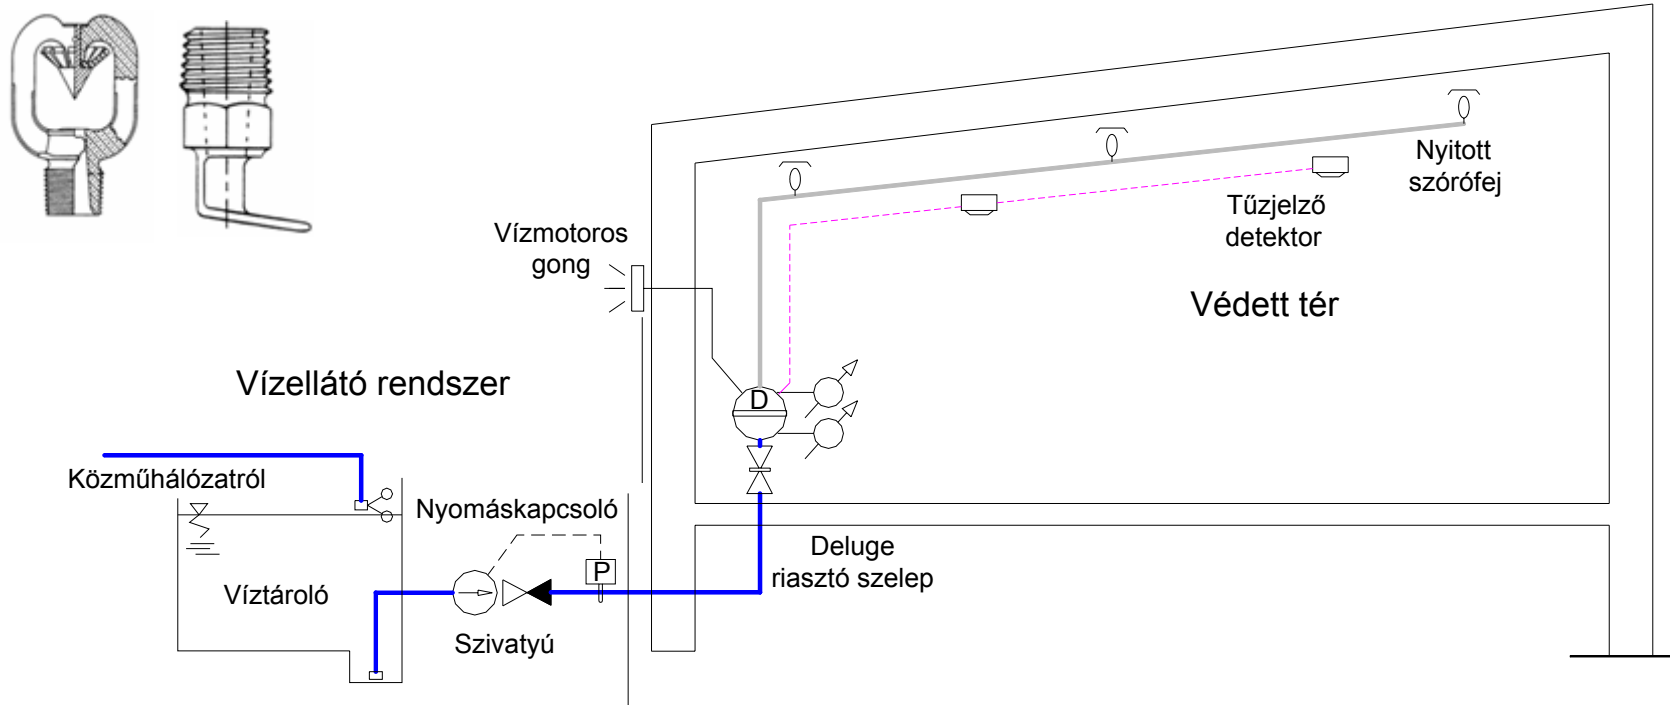 Nyitott
szórófej
Tűzjelző
detektor
Vízmotoros
gong
Védett tér
Vízellátó rendszer
D
Közműhálózatról
Nyomáskapcsoló
Deluge
riasztó szelep
P
Víztároló
Szivatyú